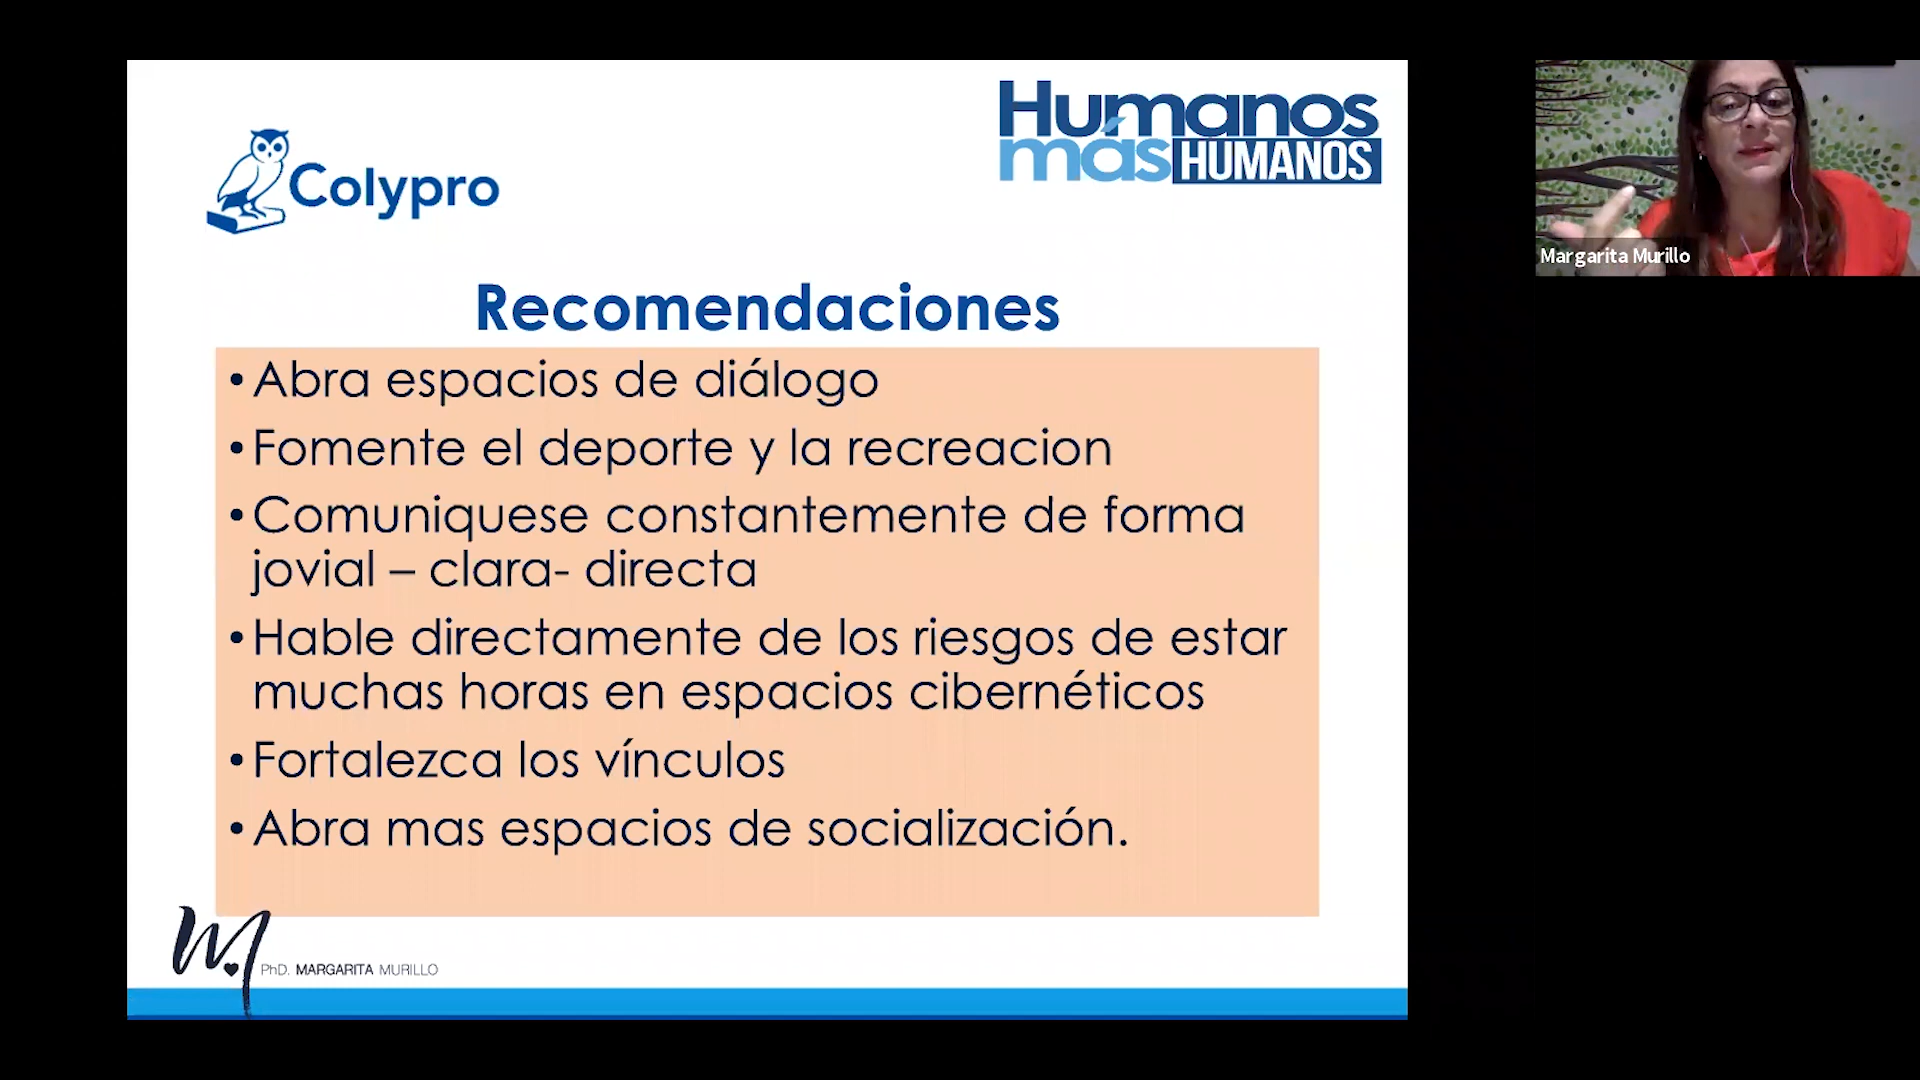 Humanos
más HUMANOS
Colypro
Margarita Murillo
Recomendaciones
• Abra espacios de diálogo
• Fomente el deporte y la recreacion
• Comuniquese constantemente de forma
jovial – clara- directa
• Hable directamente de los riesgos de estar
muchas horas en espacios cibernéticos
• Fortalezca los vínculos
• Abra mas espacios de socialización.
M
PhD. MARGARITA MURILLO